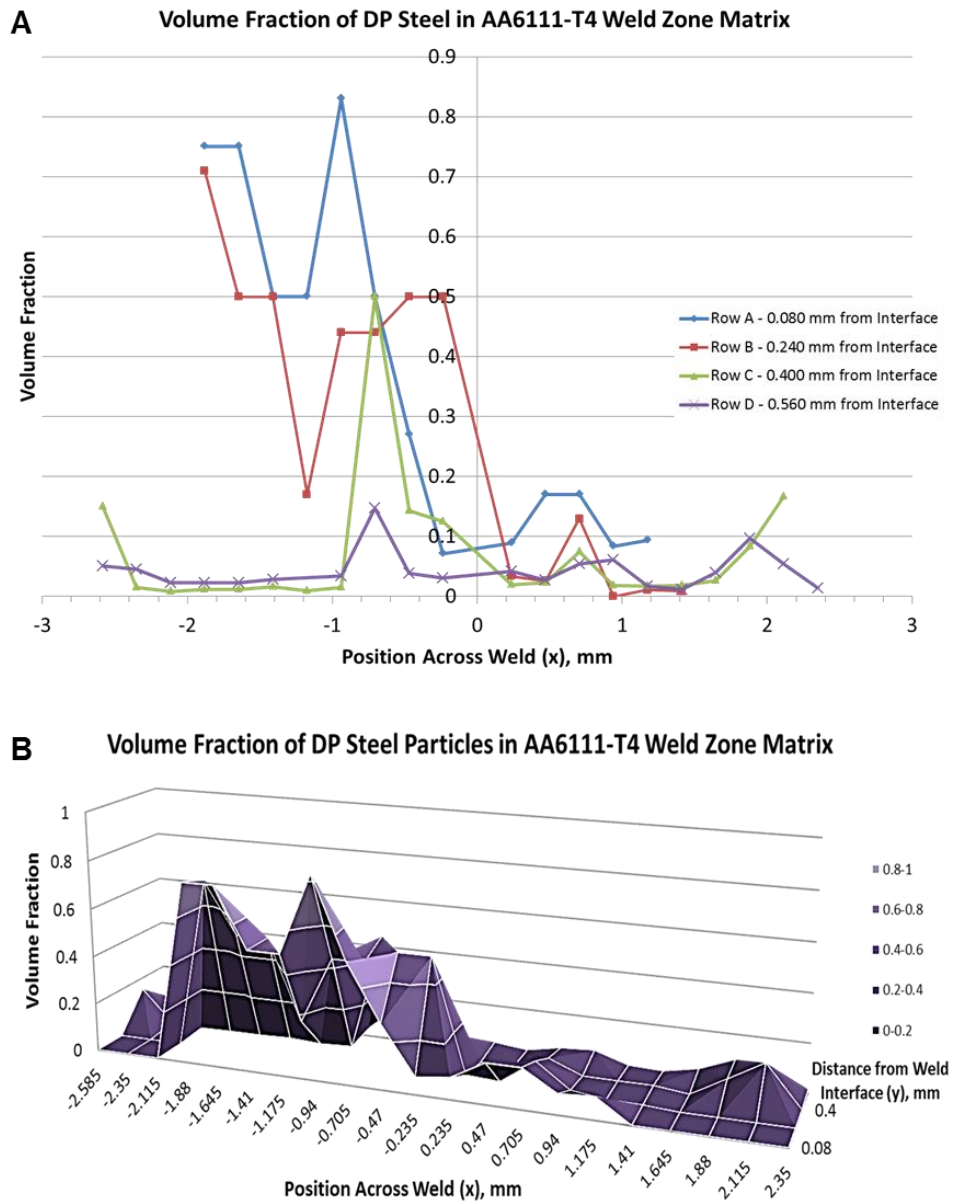 A
Volume Fraction of DP Steel in AA6111-T4 Weld Zone Matrix
0.9
0.8
0.7
0.6
0.5
0.4
0.3
0.2
0.1
0
Volume Fraction
Row A - 0.080 mm from Interface
Row B - 0.240 mm from Interface
Row C - 0.400 mm from Interface
Row D - 0.560 mm from Interface
-3 -2 -1 0 1 2 3
Position Across Weld (x), mm
B
Volume Fraction of DP Steel Particles in AA6111-T4 Weld Zone Matrix
1
0.8
0.6
0.4
0.2
0
Volume Fraction
0.8-1
0.6-0.8
0.4-0.6
0.2-0.4
0-0.2
Distance from Weld
Interface (y), mm
0.4
0.08
-2.585 -2.35 -2.115 -1.88 -1.645 -1.41 -1.175 -0.94 -0.705 -0.47 -0.235 0.235 0.47 0.705 0.94 1.175 1.41 1.645 1.88 2.115 2.35
Position Across Weld (x), mm